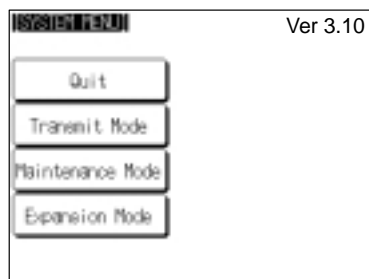 [SYSTEM MENU]
Ver 3.10
Quit
Transmit Mode
Maintenance Mode
Expansion Mode